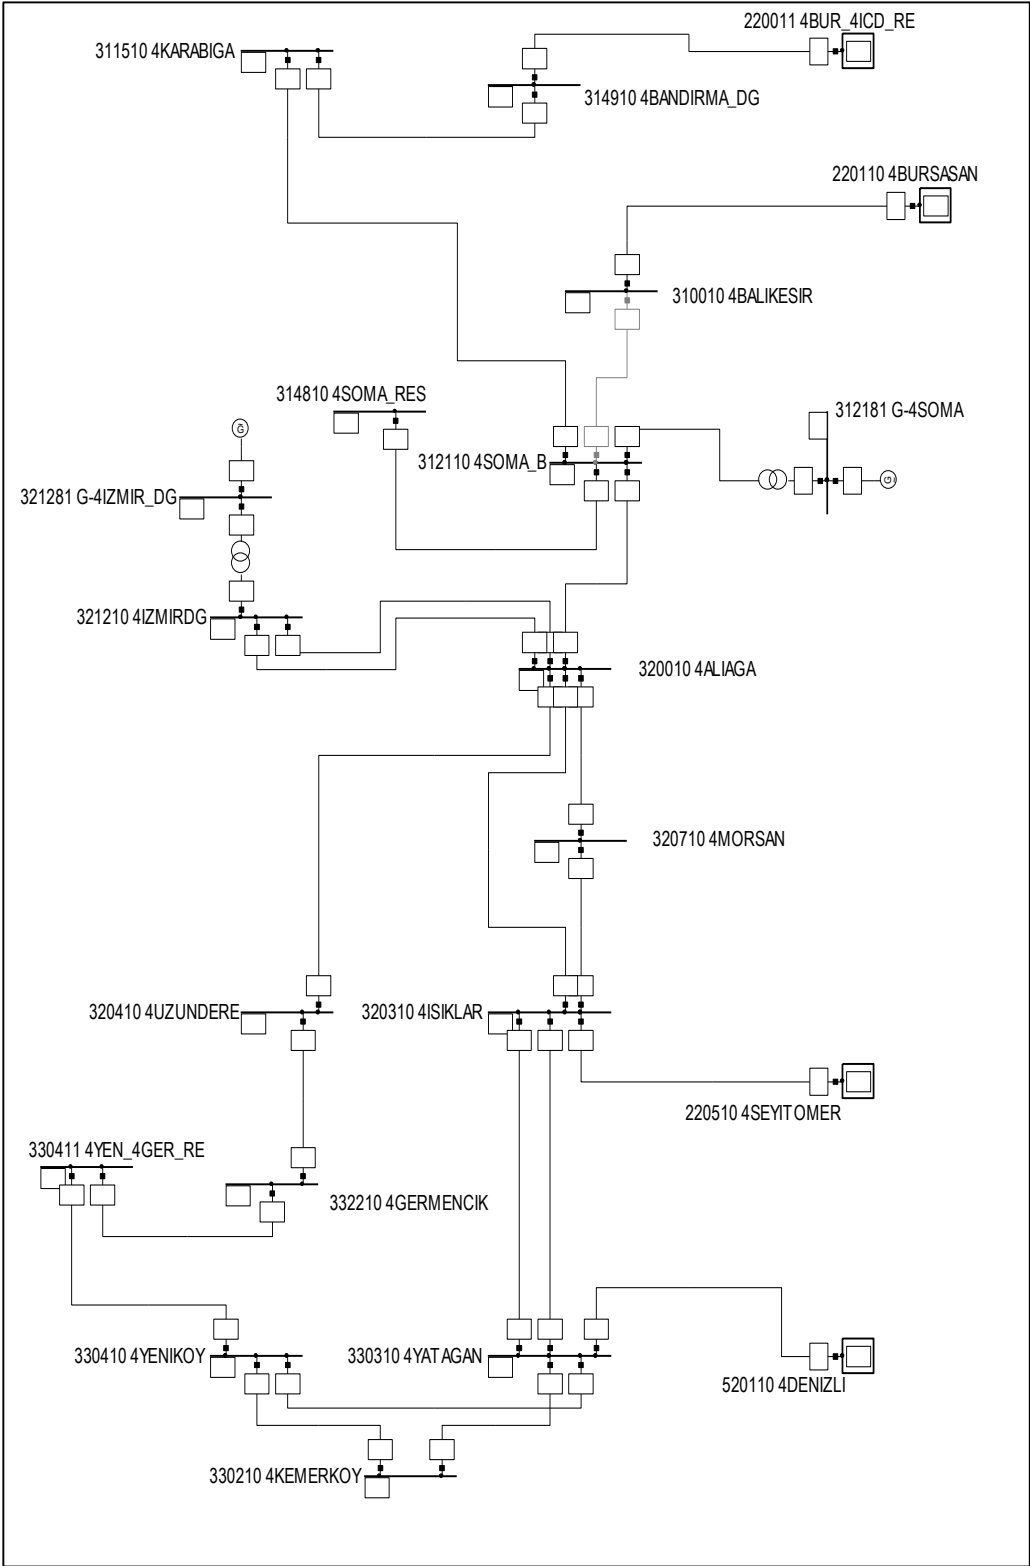 220011 4BUR_4ICD_RE
311510 4KARABIGA
314910 4BANDIRMA_DG
220110 4BURSASAN
310010 4BALIKESIR
314810 4SOMA_RES
312181 G-4SOMA
G
312110 4SOMA_B
G
321281 G-4IZMIR_DG
321210 4IZMIRDG
320010 4ALIAGA
320710 4MORSAN
320410 4UZUNDERE
320310 4ISIKLAR
220510 4SEYITOMER
330411 4YEN_4GER_RE
332210 4GERMENCIK
330410 4YENIKOY
330310 4YATAGAN
520110 4DENIZLI
330210 4KEMERKOY